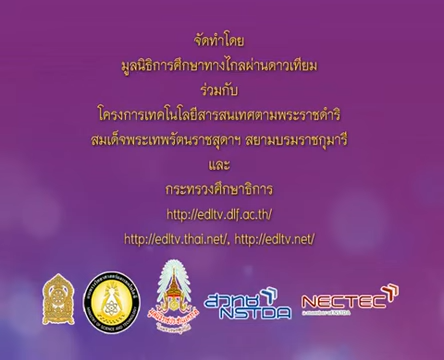 จัดทำโดย
มูลนิธิการศึกษาทางไกลผ่านดาวเทียม
ร่วมกับ
โครงการเทคโนโลยีสารสนเทศตามพระราชดำริ
สมเด็จพระเทพรัตนราชสุดาฯ สยามบรมราชกุมารี
และ
กระทรวงศึกษาธิการ
http://edltv.dlf.ac.th/
http://edltv.thai.net/, http://edltv.net/
สวทช
NSTDA
NECTEC
a member of NSTDA